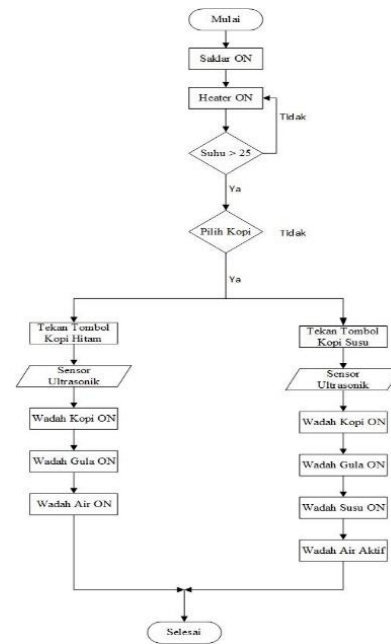 Mulai
Saklar ON
Heater ON
Tidak
Suhu > 25
Ya
Pilih Kopi
Tidak
Ya
Tekan Tombol
Kopi Hitam
Sensor
Ultrasonik
Wadah Kopi ON
Wadah Gula ON
Wadah Air ON
Tekan Tombol
Kopi Susu
Sensor
Ultrasonik
Wadah Kopi ON
Wadah Gula ON
Wadah Susu ON
Wadah Air Aktif
Selesai